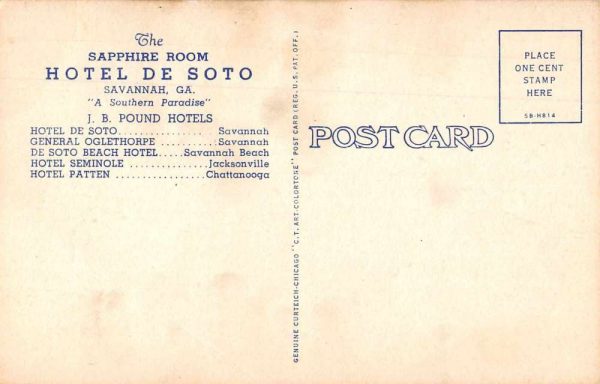 The
SAPPHIRE ROOM
HOTEL DE SOTO
SAVANNAH, GA.
"A Southern Paradise"
J. B. POUND HOTELS
HOTEL DE SOTO................Savannah
GENERAL OGLETHORPE ..........Savannah
DE SOTO BEACH HOTEL.....Savannah Beach
HOTEL SEMINOLE ...............Jacksonville
HOTEL PATTEN .................Chattanooga
GENUINE CURTEICH-CHICAGO "C.T. ART-COLORTONE" POST CARD (REG. U.S. PAT. OFF.)
POST CARD
PLACE
ONE CENT
STAMP
HERE
5B-H814